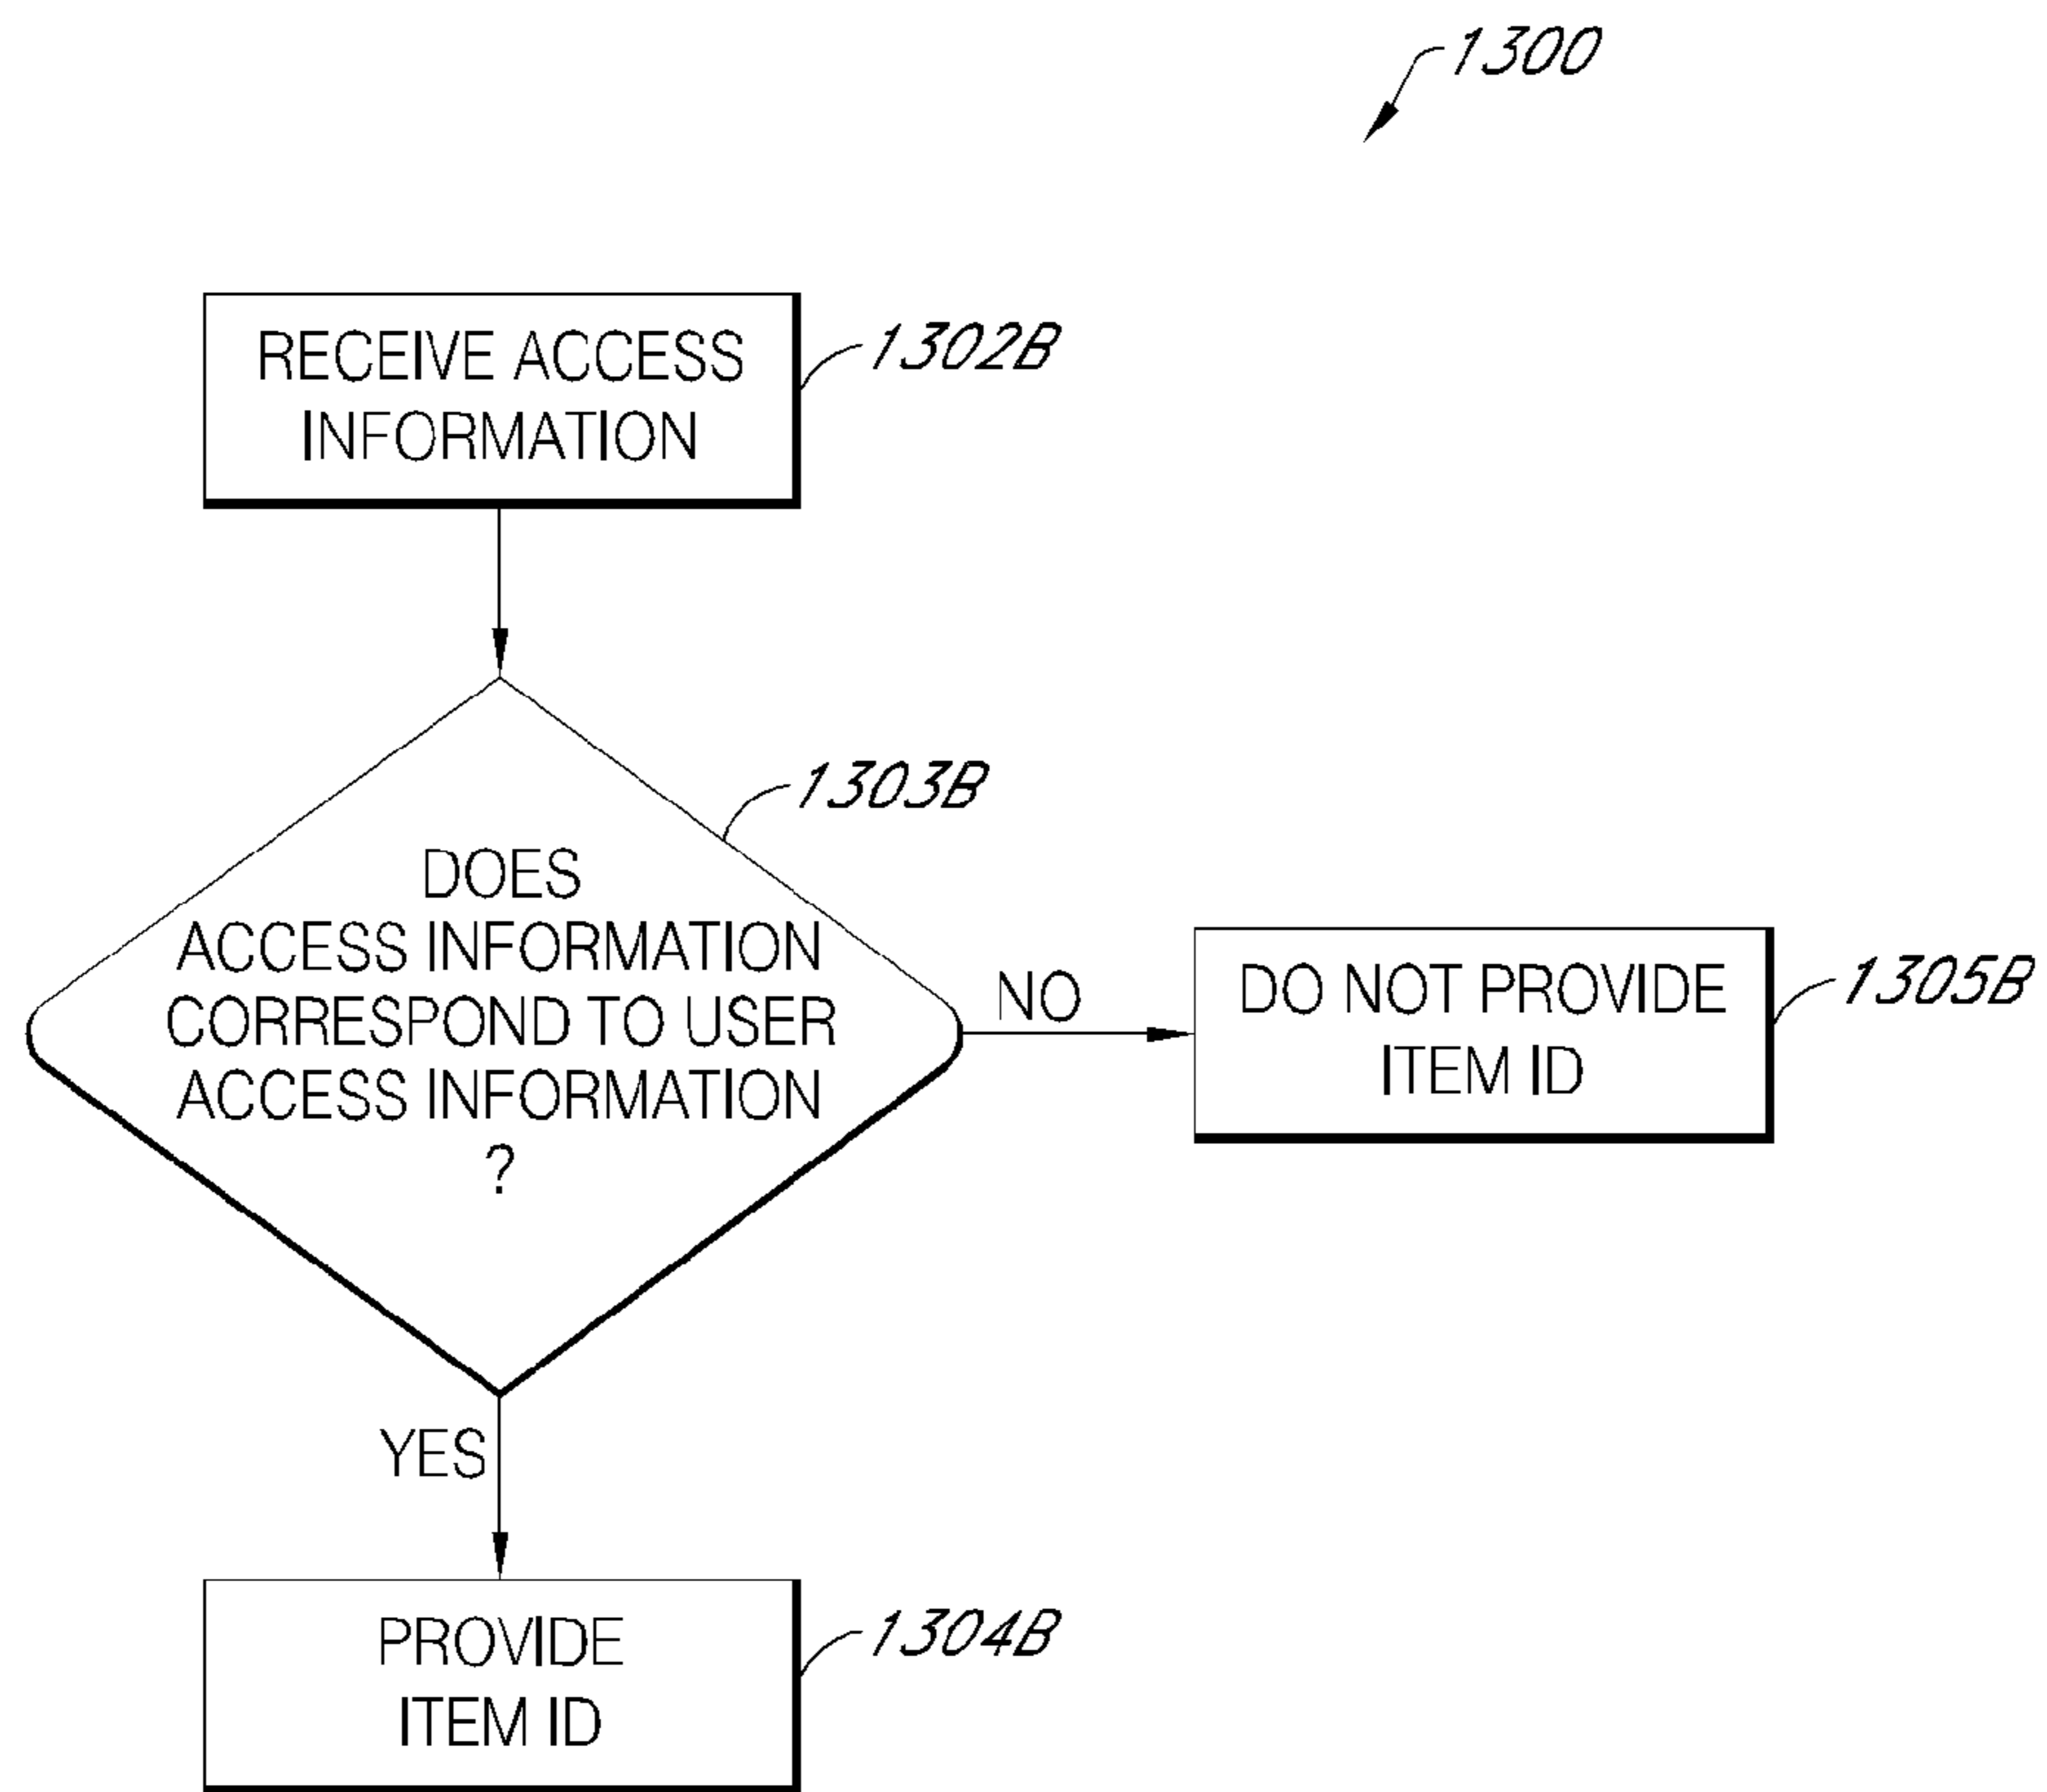 1300
RECEIVE ACCESS
INFORMATION
1302B
1303B
DOES
ACCESS INFORMATION
CORRESPOND TO USER
ACCESS INFORMATION
?
NO
DO NOT PROVIDE
ITEM ID
1305B
YES
PROVIDE
ITEM ID
1304B